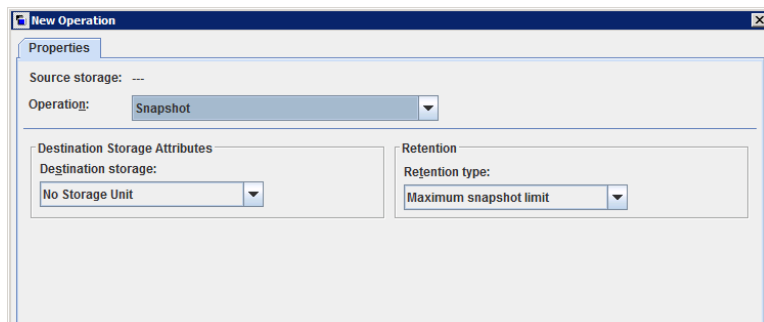 New Operation
Properties
Source storage: ---
Operation: Snapshot
Destination Storage Attributes
Destination storage:
No Storage Unit
Retention
Retention type:
Maximum snapshot limit